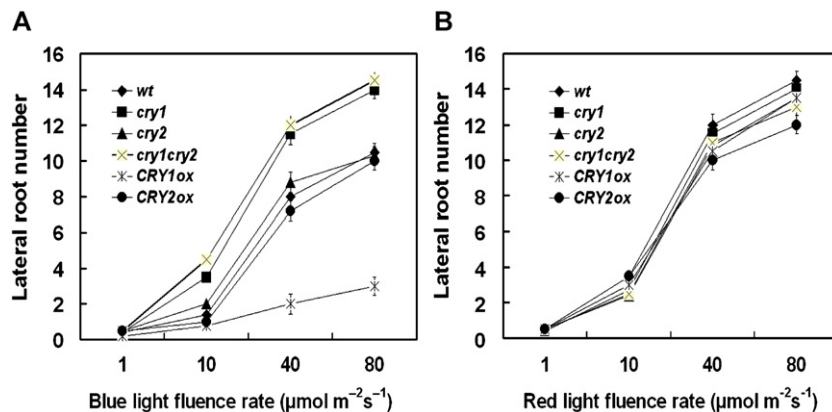 A
16
14
12
10
8
6
4
2
0
Lateral root number
wt
cry1
cry2
cry1cry2
CRY1ox
CRY2ox
1 10 40 80
Blue light fluence rate (μmol m⁻²s⁻¹)
B
16
14
12
10
8
6
4
2
0
Lateral root number
wt
cry1
cry2
cry1cry2
CRY1ox
CRY2ox
1 10 40 80
Red light fluence rate (μmol m⁻²s⁻¹)